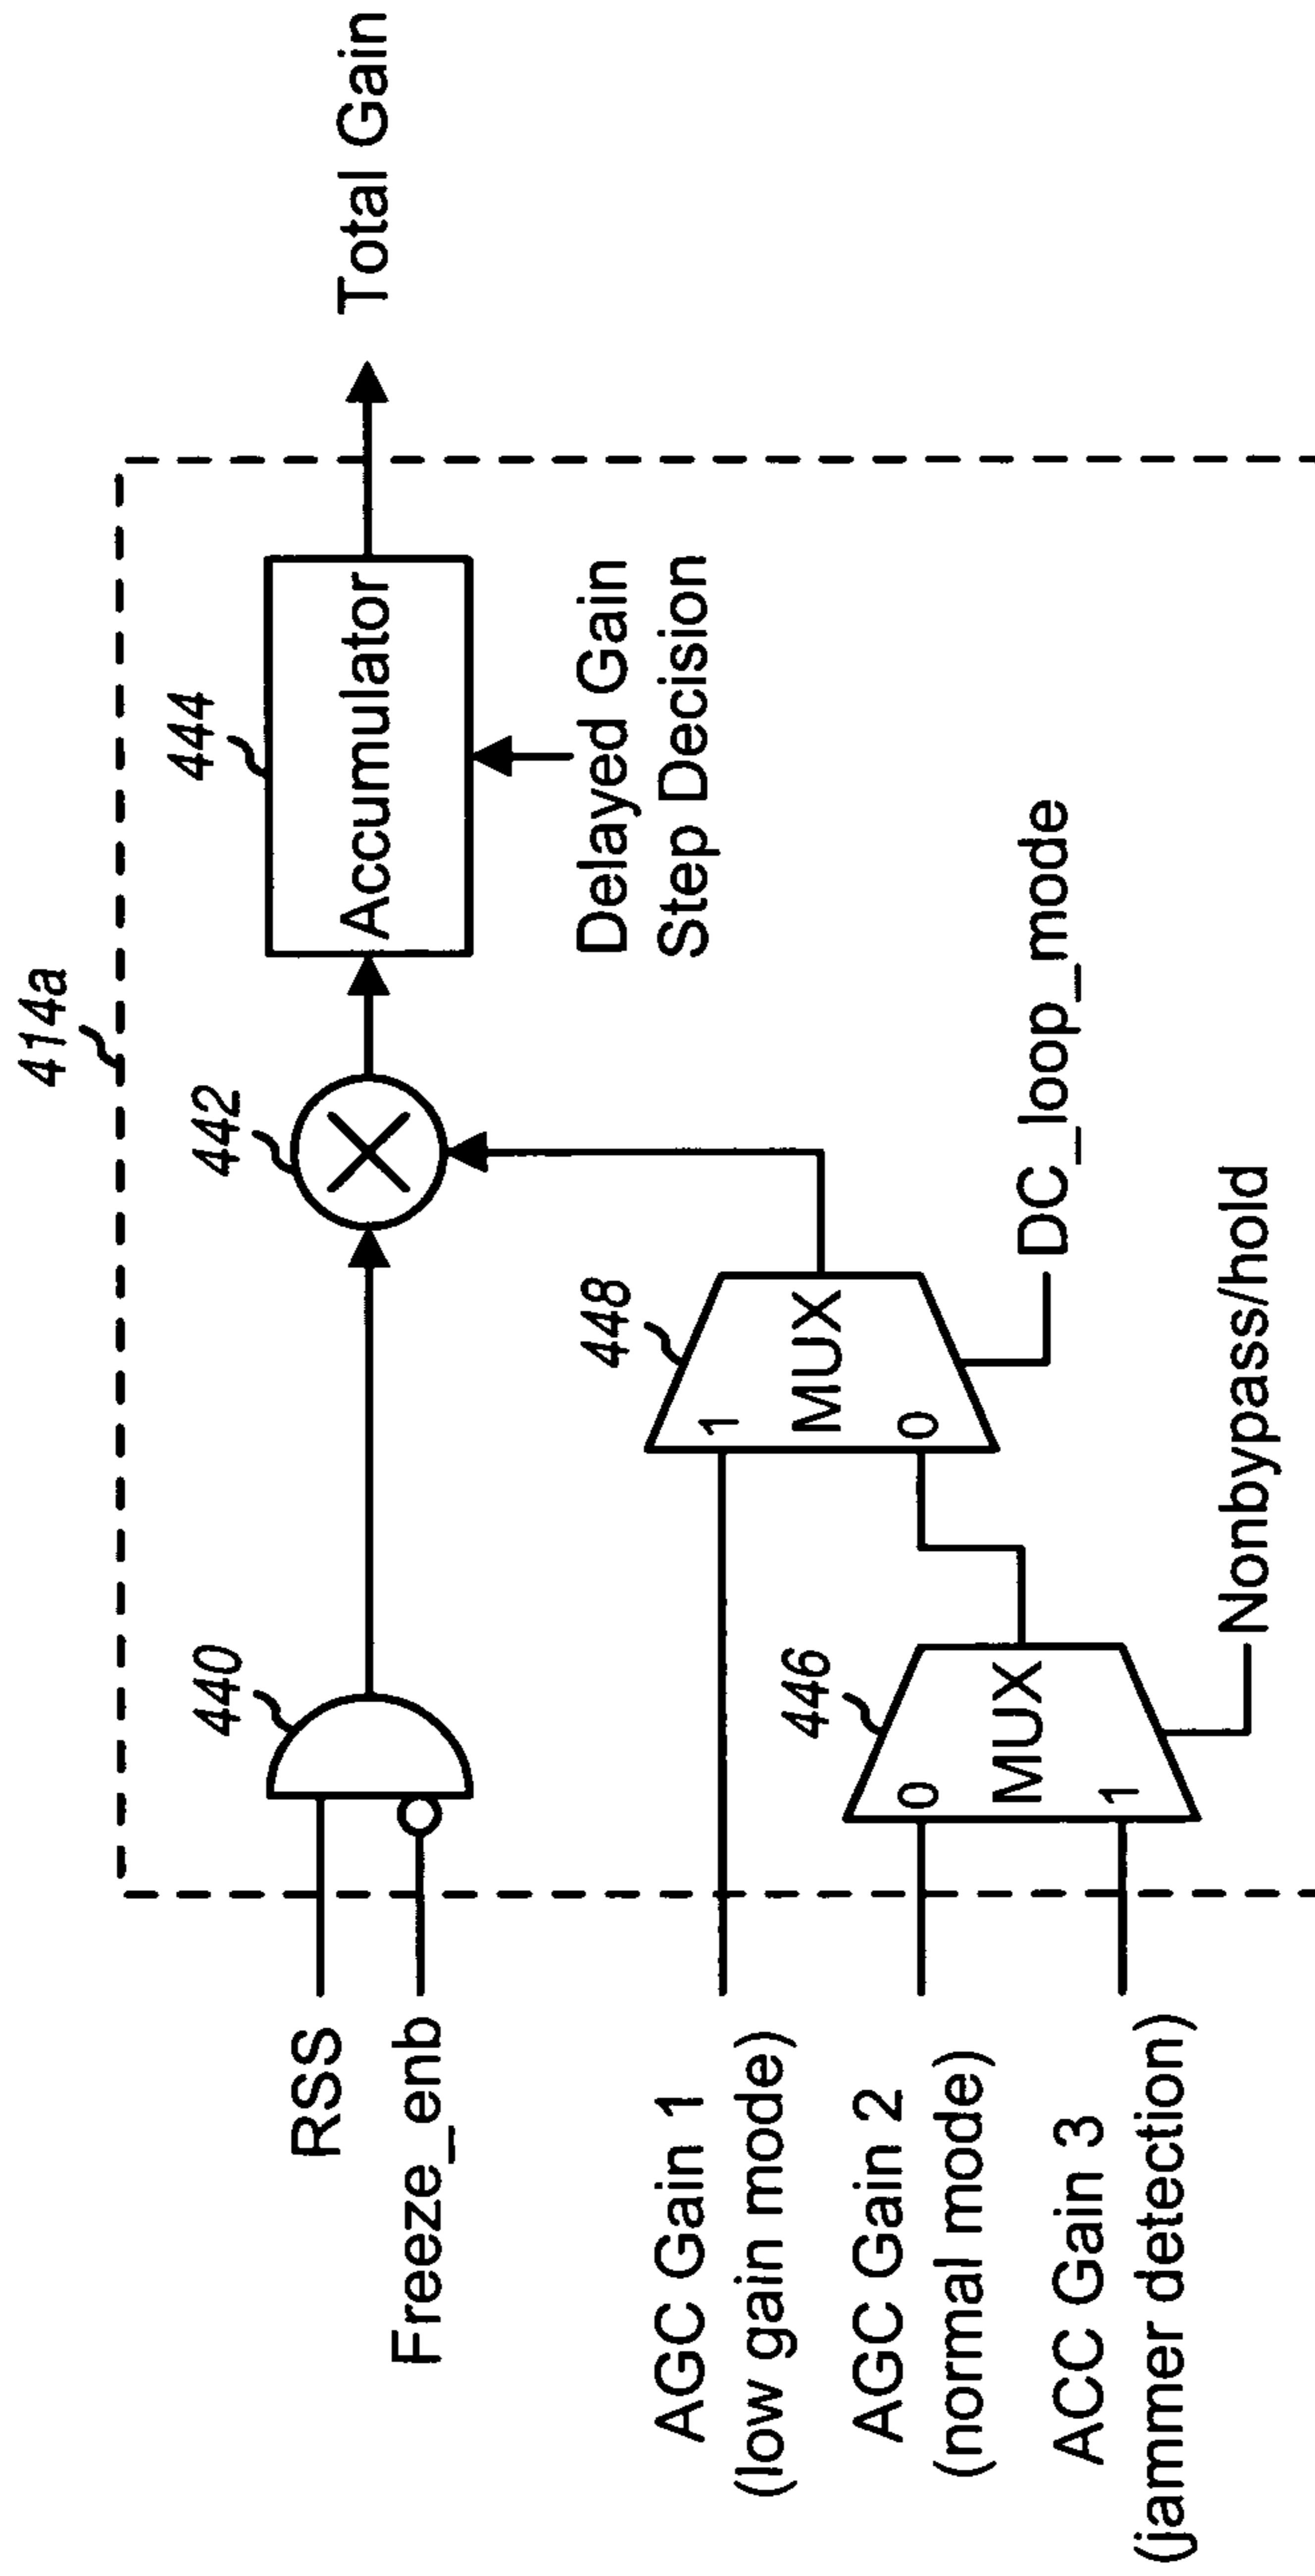 414a
440
442
444
RSS
Freeze_enb
Accumulator
Total Gain
Delayed Gain
Step Decision
448
AGC Gain 1
(low gain mode)
1
MUX
0
446
AGC Gain 2
(normal mode)
0
MUX
1
DC_loop_mode
ACC Gain 3
(jammer detection)
Nonbypass/hold